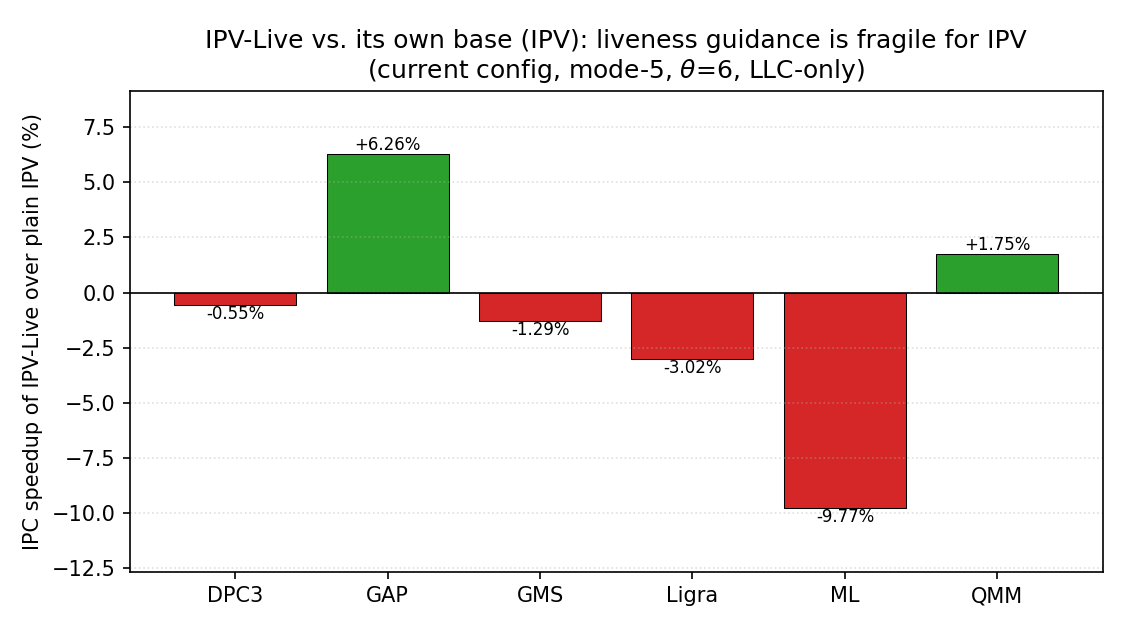 IPV-Live vs. its own base (IPV): liveness guidance is fragile for IPV
(current config, mode-5, θ=6, LLC-only)
IPC speedup of IPV-Live over plain IPV (%)
7.5
5.0
2.5
0.0
−2.5
−5.0
−7.5
−10.0
−12.5
-0.55%
+6.26%
-1.29%
-3.02%
-9.77%
+1.75%
DPC3
GAP
GMS
Ligra
ML
QMM